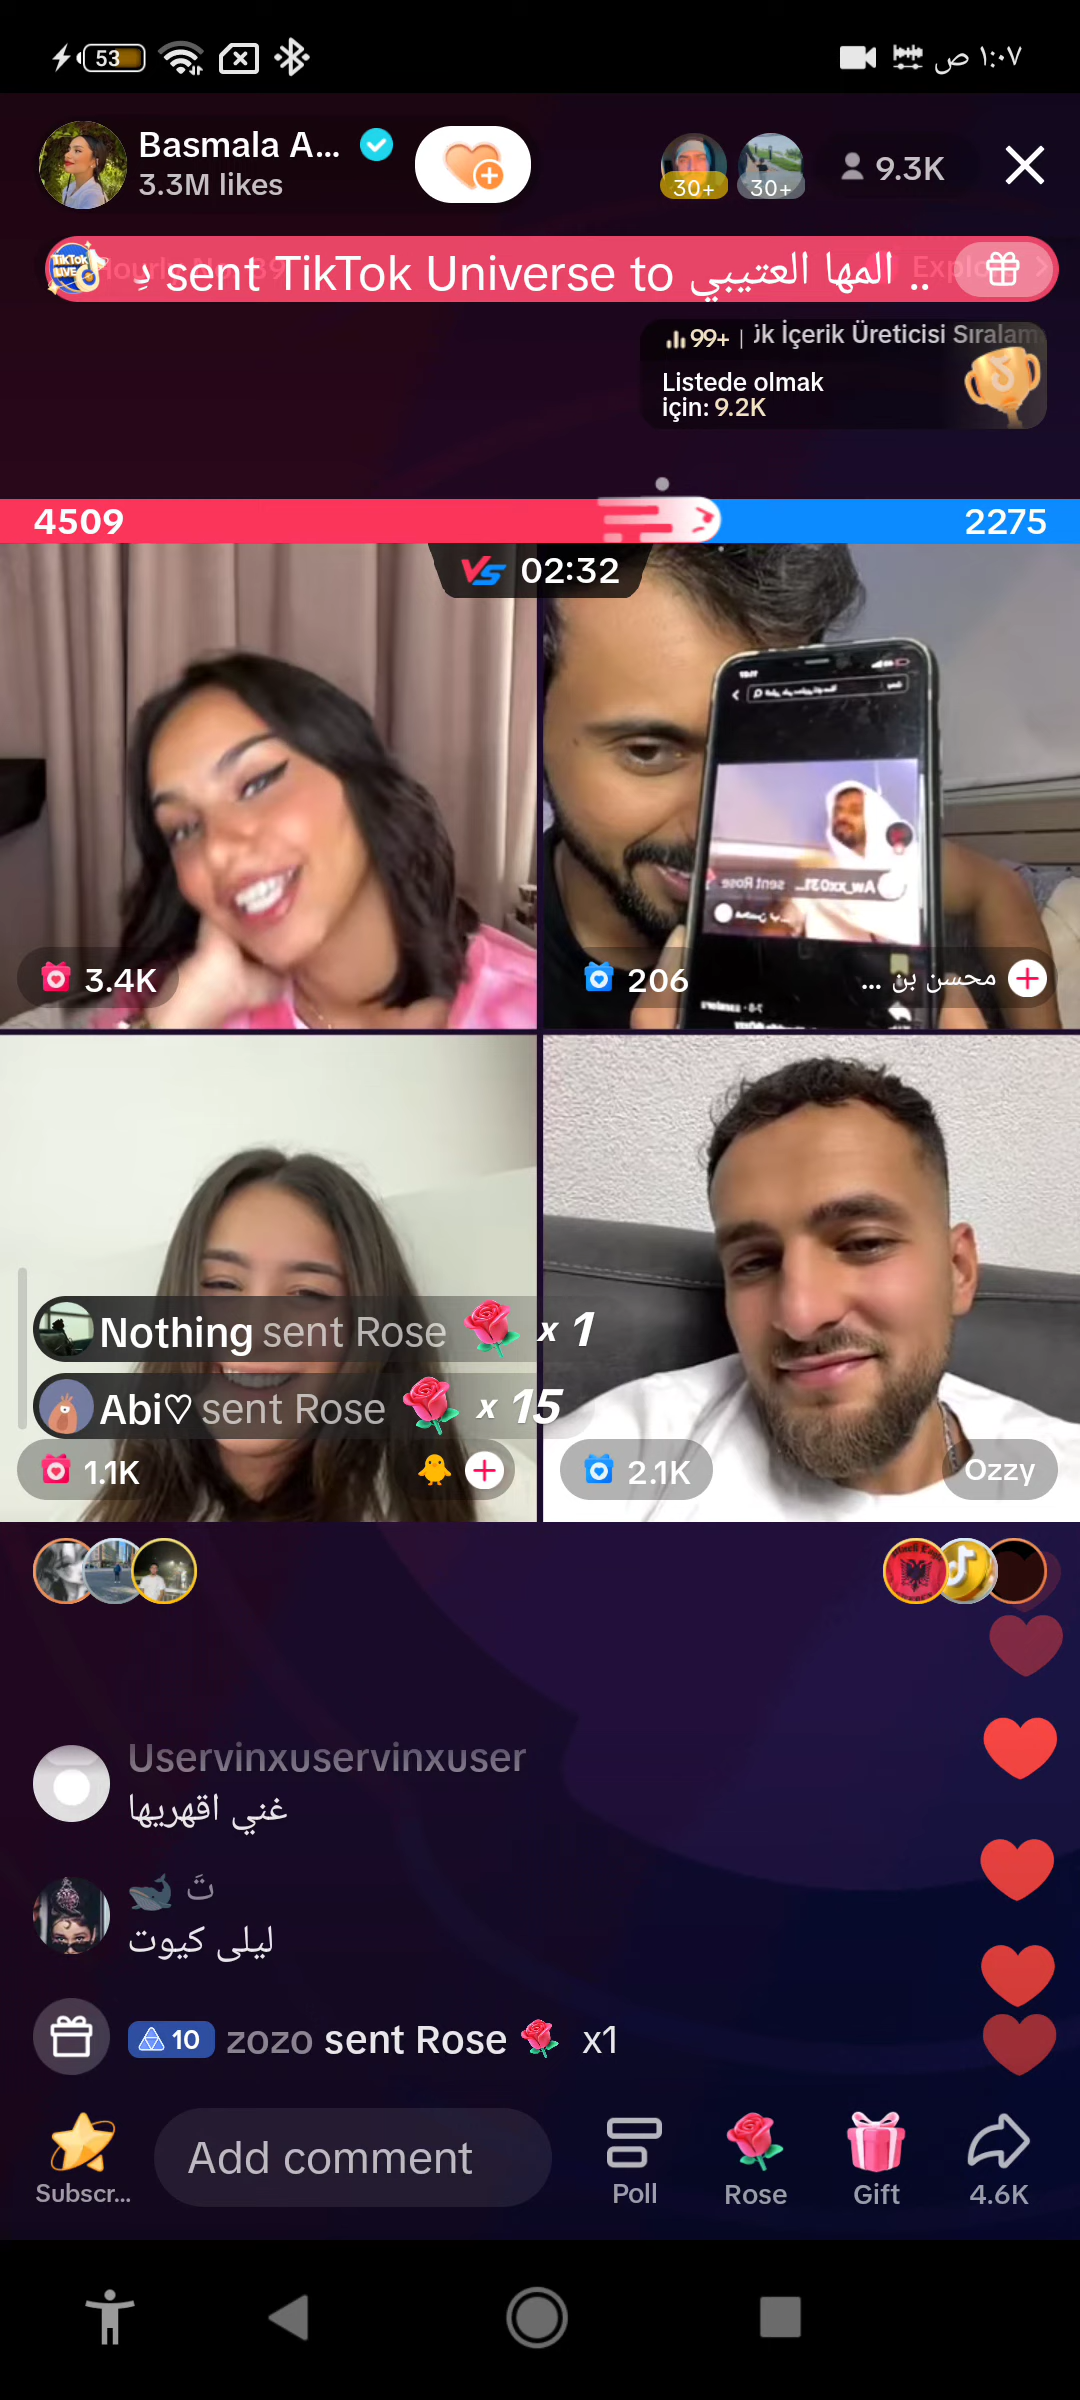 53
١:٠٧ ص
Basmala A...
3.3M likes
30+
30+
9.3K
دِ sent TikTok Universe to المها العتيبي ..
99+ | İçerik Üreticisi Sıralam
Listede olmak
için: 9.2K
4509
2275
VS 02:32
sent Rose
3.4K
206
محسن بن ...
Nothing sent Rose x 1
Abi♡ sent Rose x 15
1.1K
🐥
2.1K
Ozzy
Uservinxuservinxuser
غني اقهريها
🐋 تَ
ليلى كيوت
10 zozo sent Rose x1
Subscr...
Add comment
Poll
Rose
Gift
4.6K